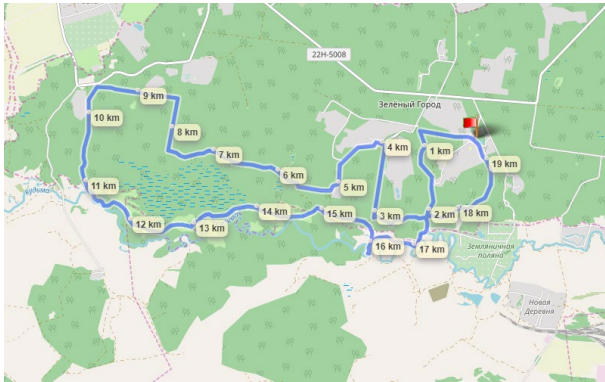 22Н-5008
9 km
Зелёный Город
10 km
8 km
4 km
1 km
7 km
19 km
6 km
5 km
11 km
Кудьма
14 km
15 km
3 km
2 km
18 km
12 km
13 km
16 km
17 km
Земляничная
поляна
Новая
Деревня